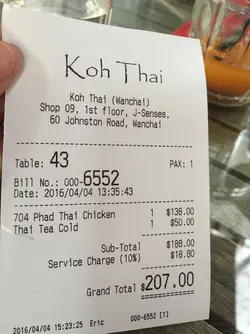 Koh Thai
Koh Thai (Wanchai)
Shop 09, 1st floor, J-Senses,
60 Johnston Road, Wanchai
Table: 43 PAX: 1
Bill No.: 000-6552
Date: 2016/04/04 13:35:43
704 Phad Thai Chicken 1 $138.00
Thai Tea Cold 1 $50.00
Sub-Total $188.00
Service Charge (10%) $18.80
Grand Total $207.00
2016/04/04 15:23:25 Eric 000-6552 [1]